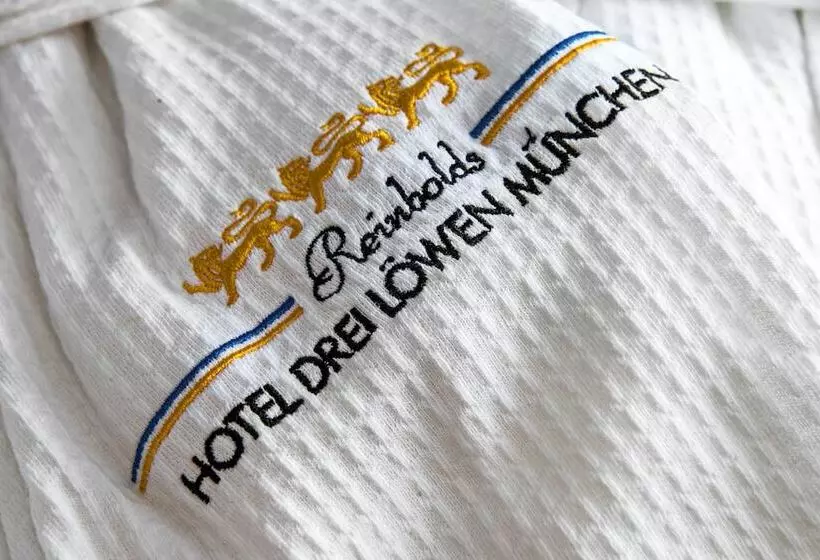 Reinbolds
HOTEL DREI LÖWEN MÜNCHEN